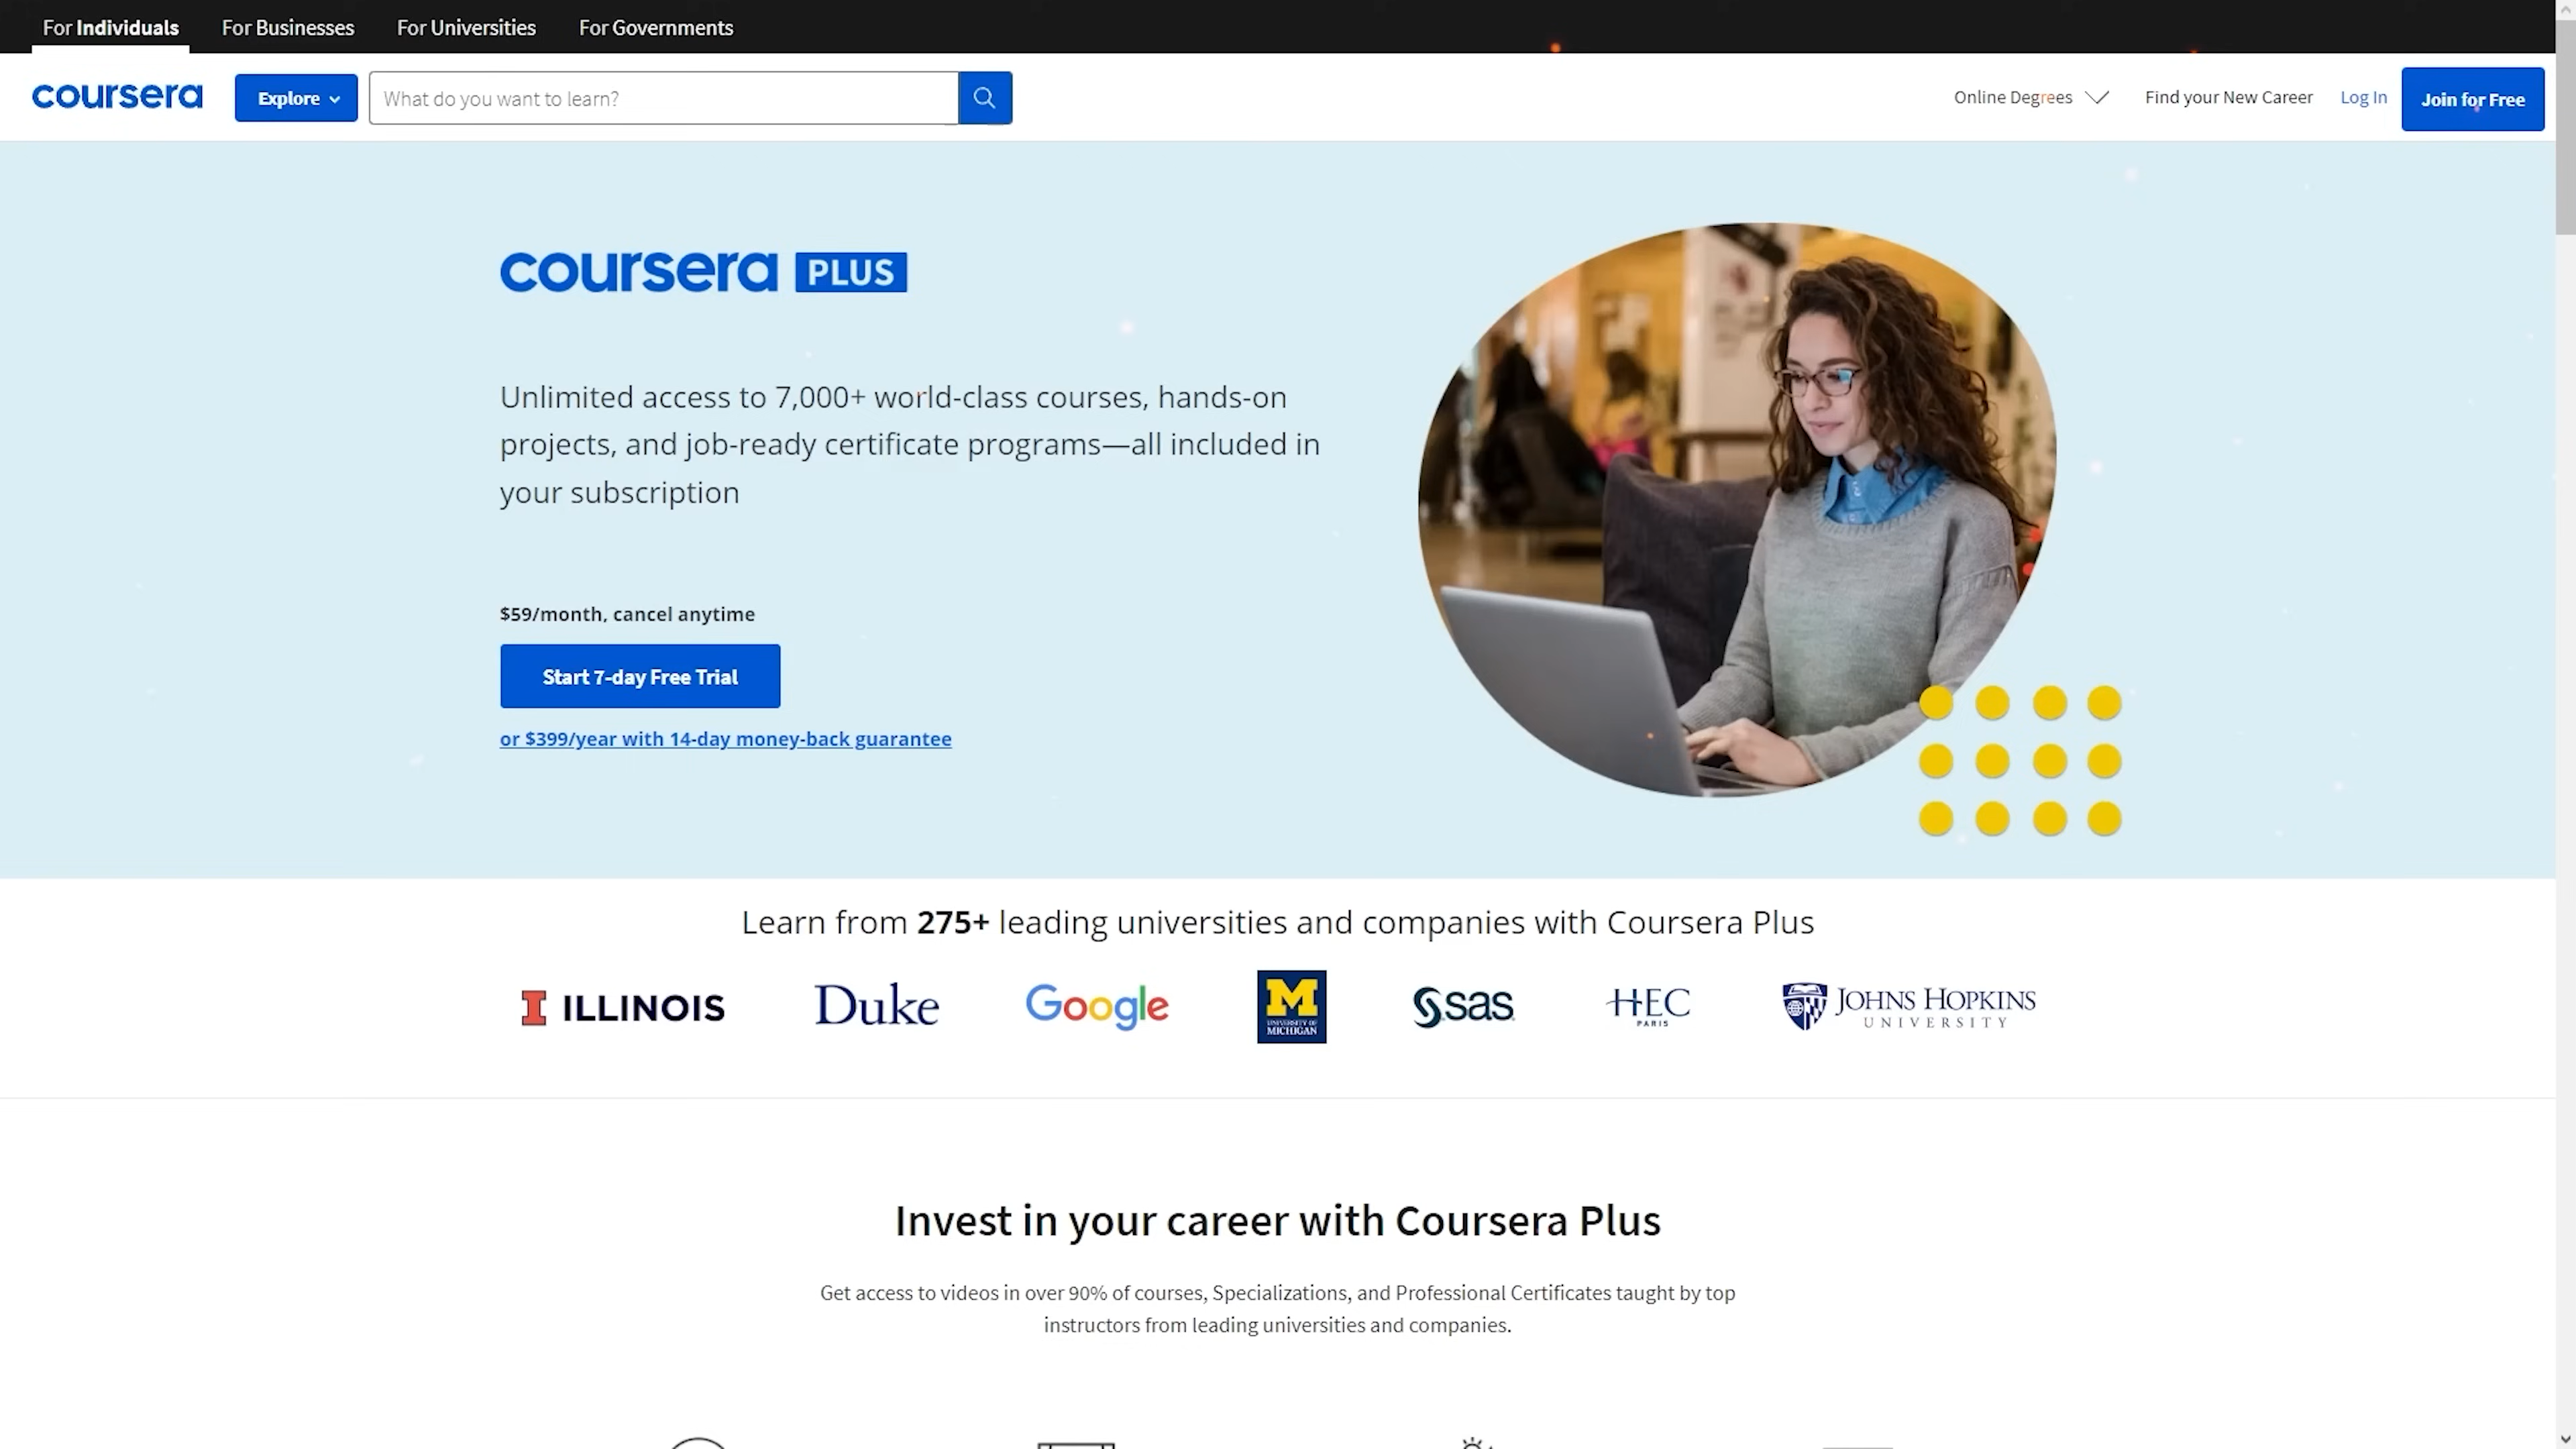 For Individuals For Businesses For Universities For Governments
coursera Explore What do you want to learn? Online Degrees Find your New Career Log In Join for Free
coursera PLUS
Unlimited access to 7,000+ world-class courses, hands-on
projects, and job-ready certificate programs—all included in
your subscription
$59/month, cancel anytime
Start 7-day Free Trial
or $399/year with 14-day money-back guarantee
Learn from 275+ leading universities and companies with Coursera Plus
I ILLINOIS
Duke
Google
M
UNIVERSITY OF
MICHIGAN
sas
HEC
PARIS
JOHNS HOPKINS
UNIVERSITY
Invest in your career with Coursera Plus
Get access to videos in over 90% of courses, Specializations, and Professional Certificates taught by top
instructors from leading universities and companies.